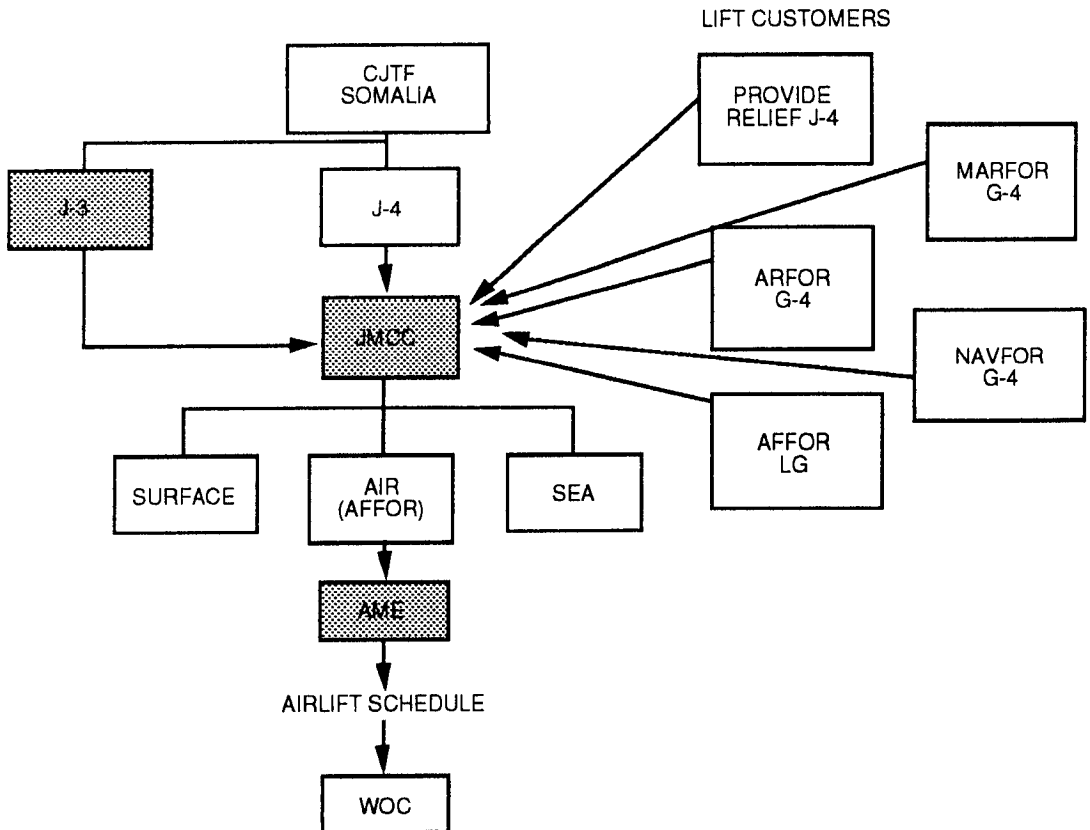 LIFT CUSTOMERS
CJTF
SOMALIA
PROVIDE
RELIEF J-4
MARFOR
G-4
J-3
J-4
ARFOR
G-4
JMCC
NAVFOR
G-4
AFFOR
LG
SURFACE
AIR
(AFFOR)
SEA
AME
AIRLIFT SCHEDULE
WOC